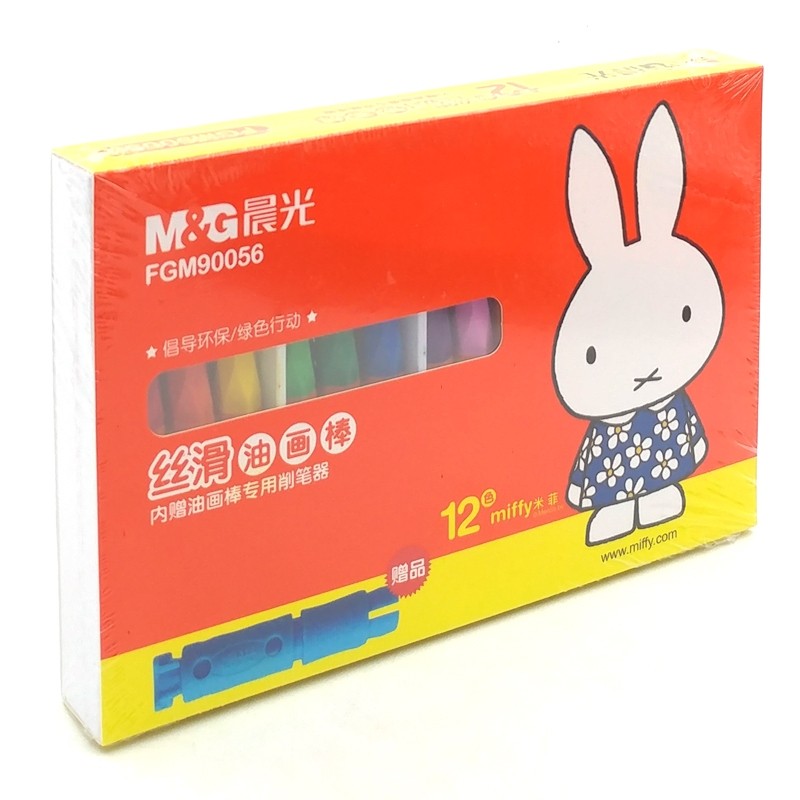 M&G晨光
FGM90056
★ 倡导环保/绿色行动 ★
丝滑油画棒
内赠油画棒专用削笔器
12色 miffy米菲
www.miffy.com
赠品